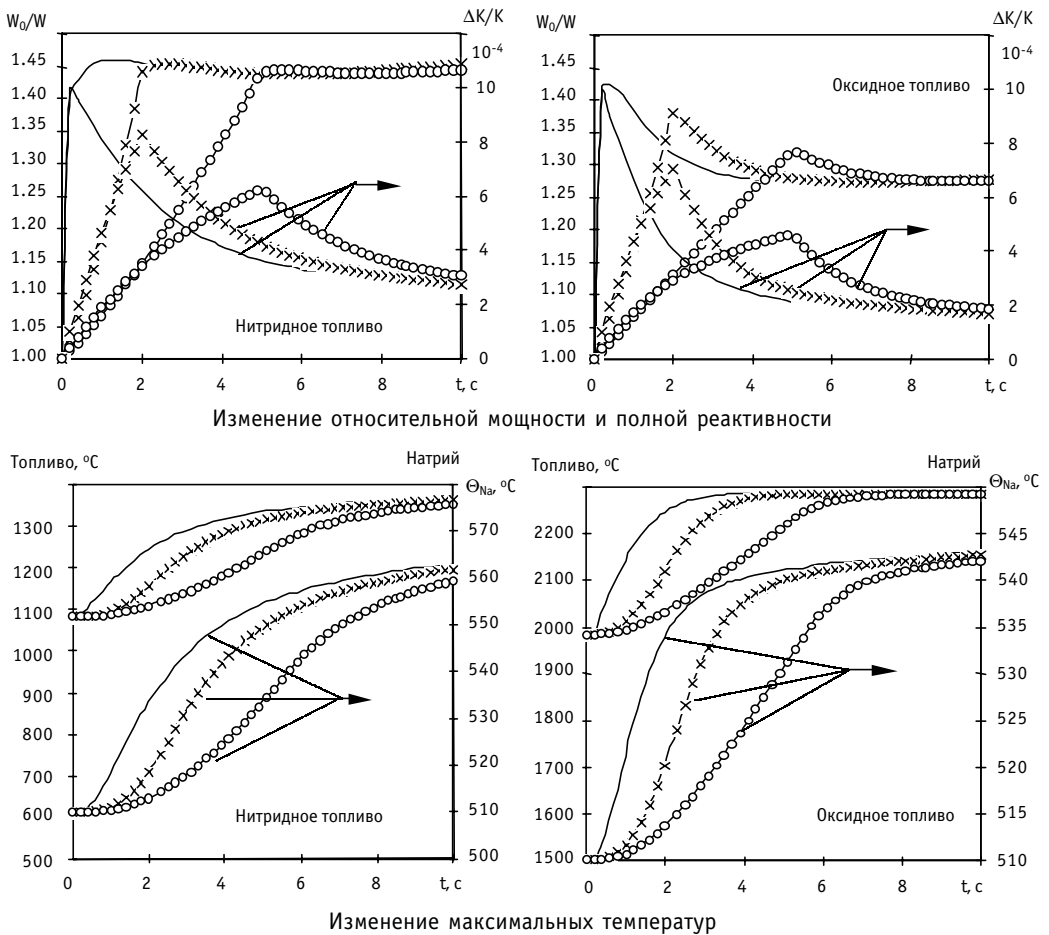 W₀/W ΔK/K W₀/W ΔK/K
10⁻⁴ 10⁻⁴
1.45 1.45
1.40 10 1.40 10
Оксидное топливо
1.35 8 1.35 8
1.30 1.30
1.25 6 1.25 6
1.20 1.20
4 4
1.15 1.15
1.10 2 1.10 2
1.05 1.05
Нитридное топливо
1.00 0 1.00 0
0 2 4 6 8 t, с 0 2 4 6 8 t, с
Изменение относительной мощности и полной реактивности
Топливо, °С Натрий Топливо, °С Натрий
Θ_Na, °С Θ_Na, °С
1300 570 2200 545
1200 560 2100 540
1100 550 2000 535
1000 540 1900 530
900 530 1800 525
800 520 1700 520
700 510 1600 515
600 500 1500 510
500
Нитридное топливо Оксидное топливо
0 2 4 6 8 t, с 0 2 4 6 8 t, с
Изменение максимальных температур